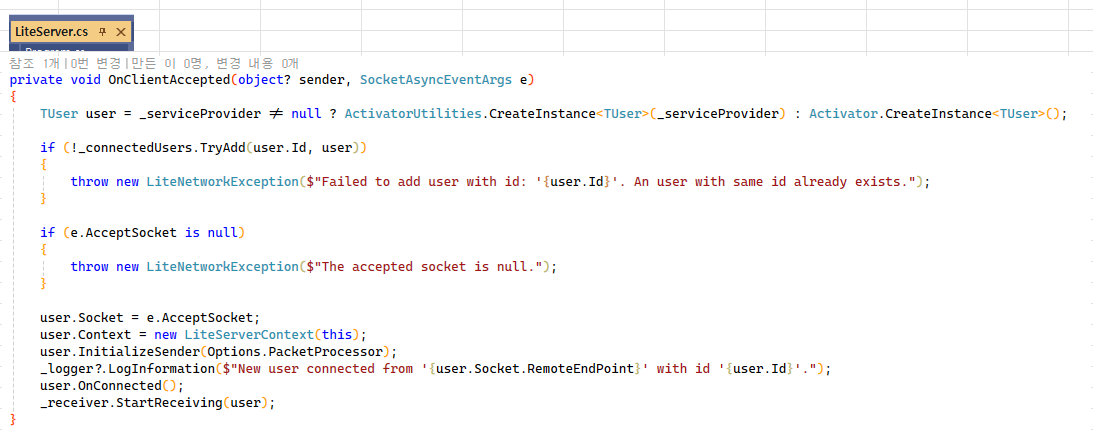 LiteServer.cs
참조 1개|0번 변경|만든 이 0명, 변경 내용 0개
private void OnClientAccepted(object? sender, SocketAsyncEventArgs e)
{
TUser user = _serviceProvider ≠ null ? ActivatorUtilities.CreateInstance<TUser>(_serviceProvider) : Activator.CreateInstance<TUser>();
if (!_connectedUsers.TryAdd(user.Id, user))
{
throw new LiteNetworkException($"Failed to add user with id: '{user.Id}'. An user with same id already exists.");
}
if (e.AcceptSocket is null)
{
throw new LiteNetworkException($"The accepted socket is null.");
}
user.Socket = e.AcceptSocket;
user.Context = new LiteServerContext(this);
user.InitializeSender(Options.PacketProcessor);
_logger?.LogInformation($"New user connected from '{user.Socket.RemoteEndPoint}' with id '{user.Id}'.");
user.OnConnected();
_receiver.StartReceiving(user);
}